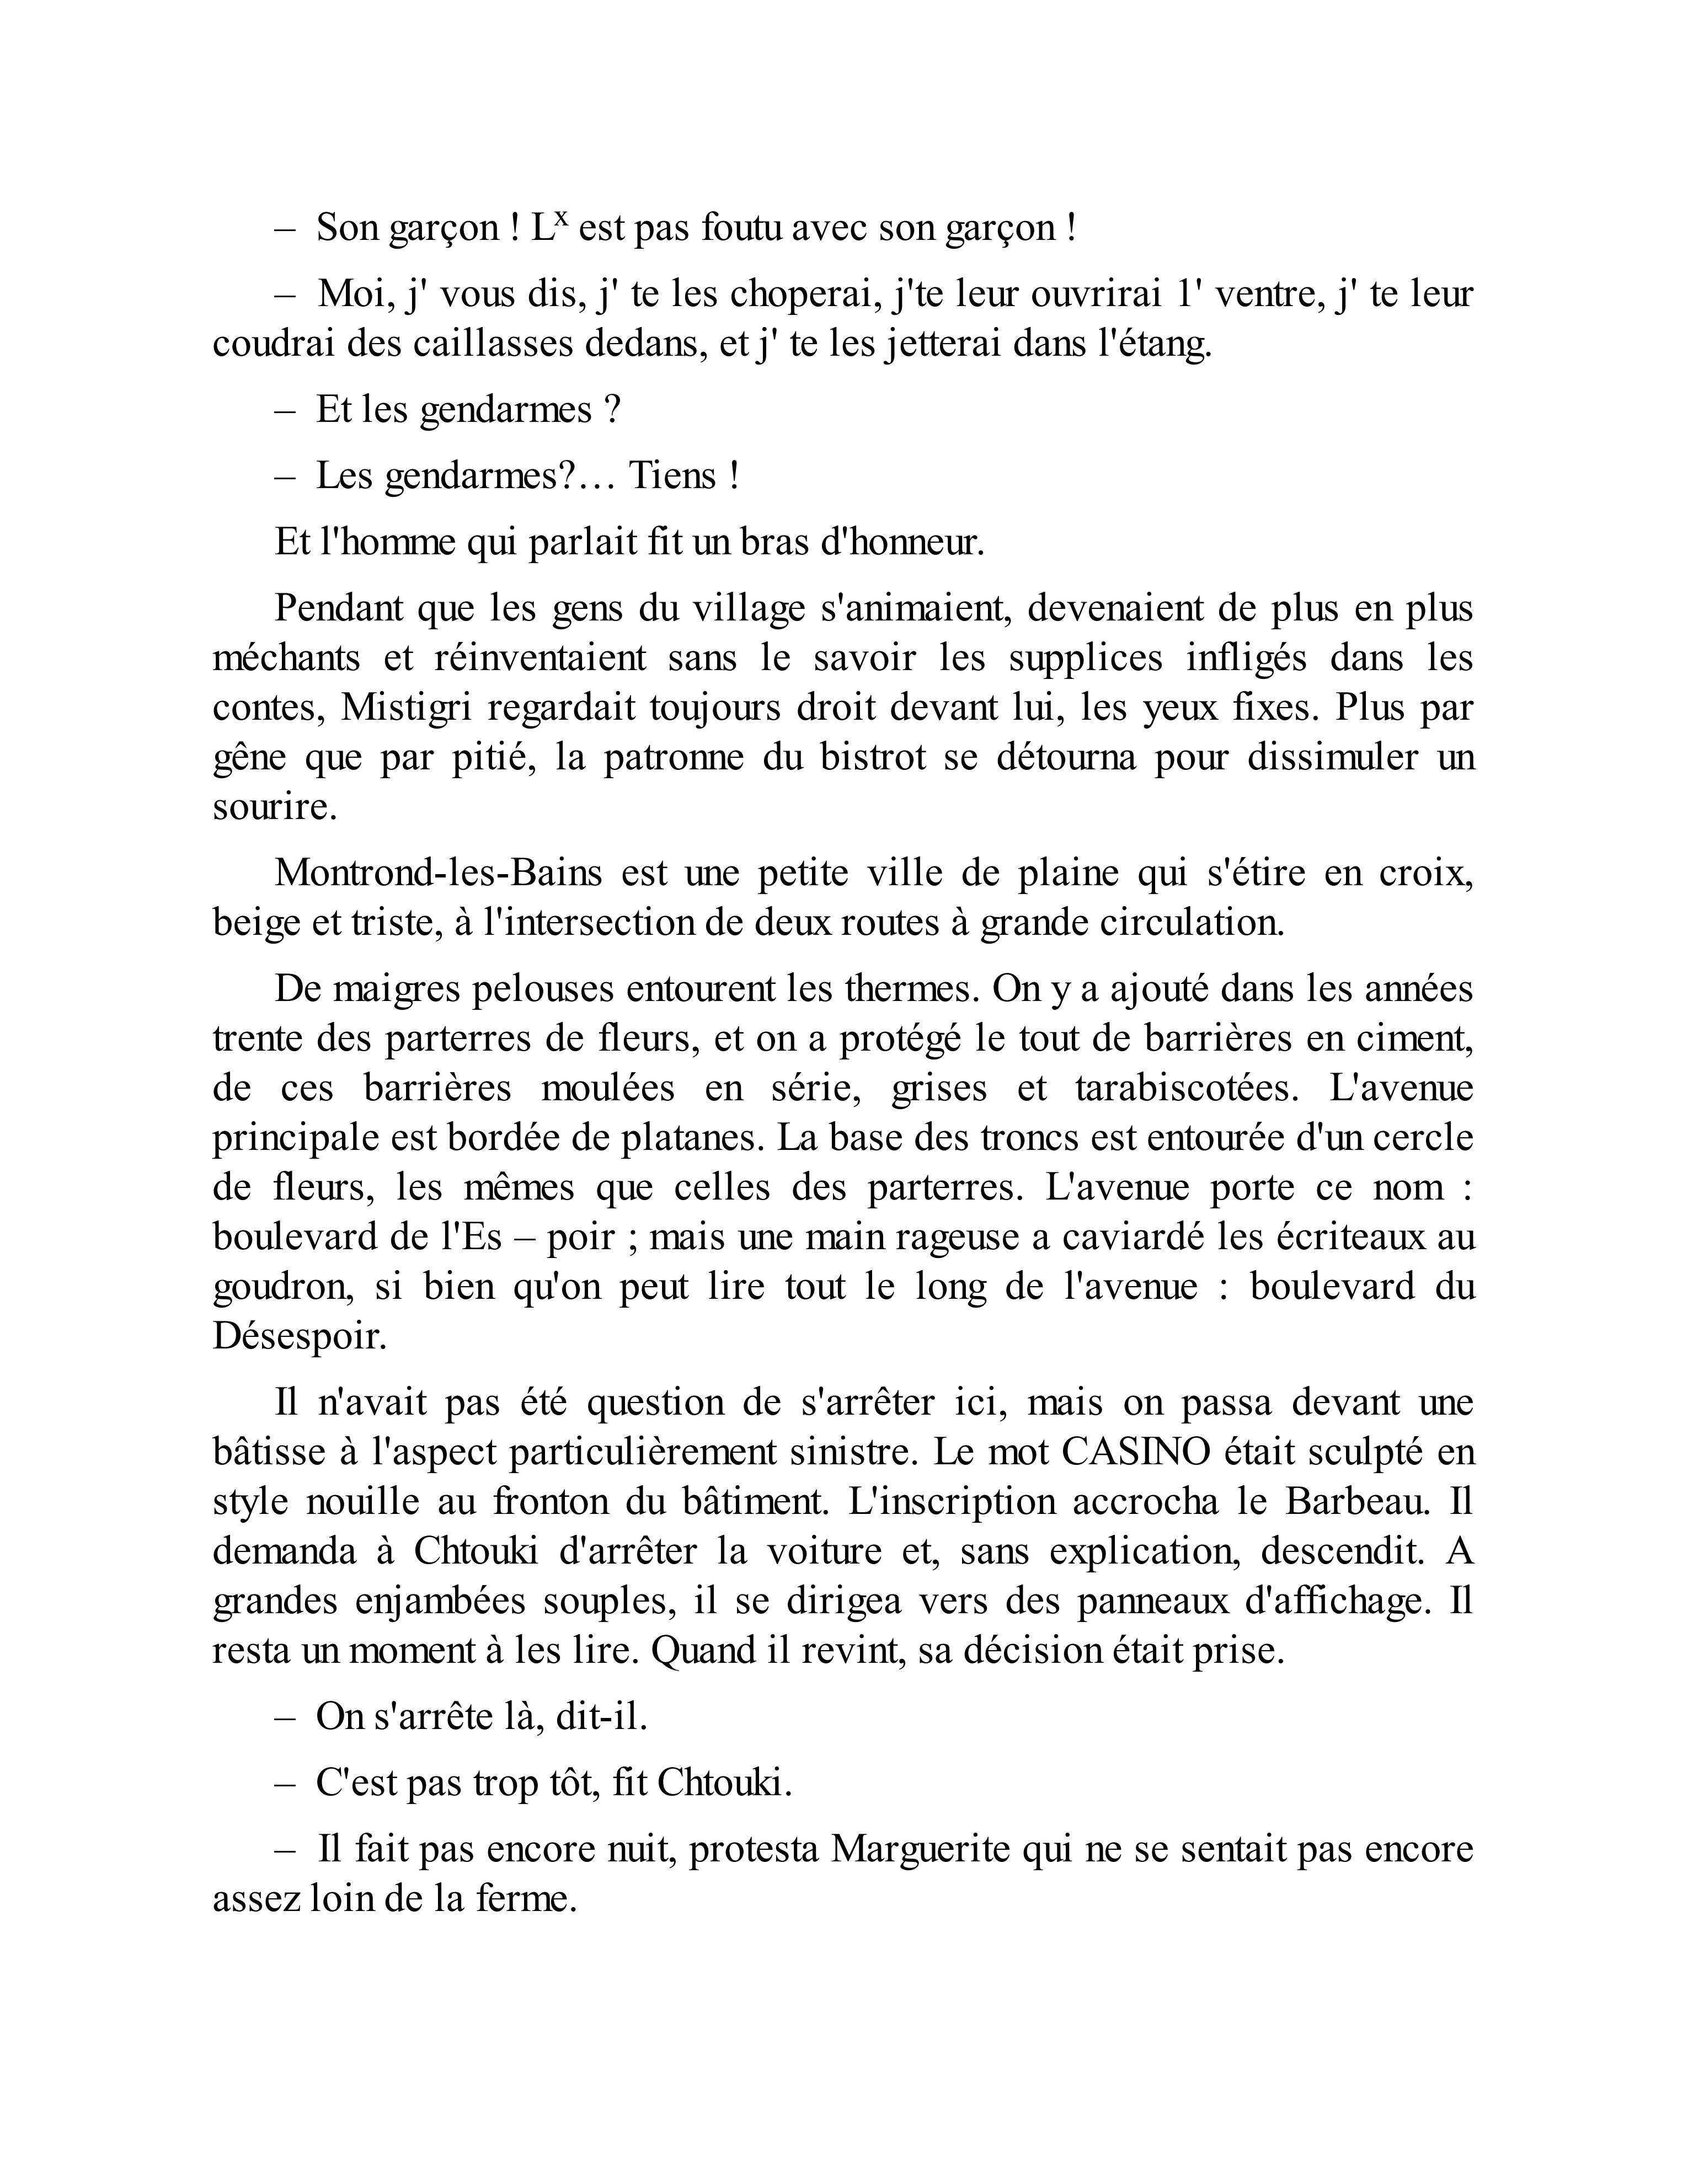 – Son garçon ! Lˣ est pas foutu avec son garçon !
– Moi, j' vous dis, j' te les choperai, j'te leur ouvrirai 1' ventre, j' te leur
coudrai des caillasses dedans, et j' te les jetterai dans l'étang.
– Et les gendarmes ?
– Les gendarmes?… Tiens !
Et l'homme qui parlait fit un bras d'honneur.
Pendant que les gens du village s'animaient, devenaient de plus en plus
méchants et réinventaient sans le savoir les supplices infligés dans les
contes, Mistigri regardait toujours droit devant lui, les yeux fixes. Plus par
gêne que par pitié, la patronne du bistrot se détourna pour dissimuler un
sourire.
Montrond-les-Bains est une petite ville de plaine qui s'étire en croix,
beige et triste, à l'intersection de deux routes à grande circulation.
De maigres pelouses entourent les thermes. On y a ajouté dans les années
trente des parterres de fleurs, et on a protégé le tout de barrières en ciment,
de ces barrières moulées en série, grises et tarabiscotées. L'avenue
principale est bordée de platanes. La base des troncs est entourée d'un cercle
de fleurs, les mêmes que celles des parterres. L'avenue porte ce nom :
boulevard de l'Es – poir ; mais une main rageuse a caviardé les écriteaux au
goudron, si bien qu'on peut lire tout le long de l'avenue : boulevard du
Désespoir.
Il n'avait pas été question de s'arrêter ici, mais on passa devant une
bâtisse à l'aspect particulièrement sinistre. Le mot CASINO était sculpté en
style nouille au fronton du bâtiment. L'inscription accrocha le Barbeau. Il
demanda à Chtouki d'arrêter la voiture et, sans explication, descendit. A
grandes enjambées souples, il se dirigea vers des panneaux d'affichage. Il
resta un moment à les lire. Quand il revint, sa décision était prise.
– On s'arrête là, dit-il.
– C'est pas trop tôt, fit Chtouki.
– Il fait pas encore nuit, protesta Marguerite qui ne se sentait pas encore
assez loin de la ferme.